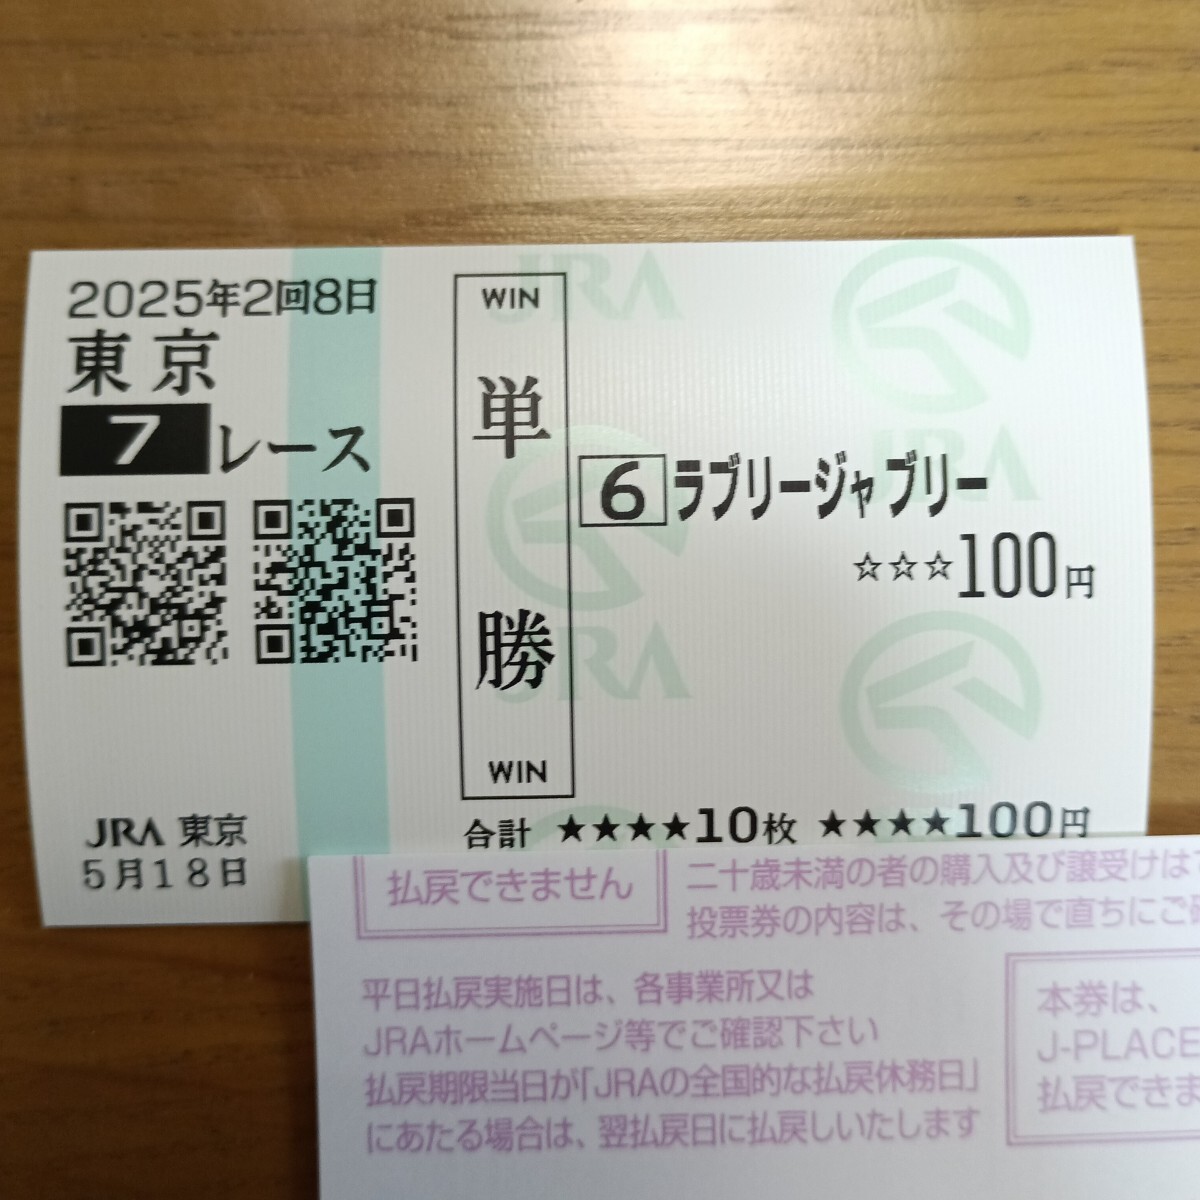 2025年2回8日
東京
7レース
JRA 東京
5月18日
WIN
単勝
WIN
6 ラブリージャブリー
☆☆☆100円
合計 ★★★★10枚 ★★★★100円
JRA
JRA
JRA
払戻できません
二十歳未満の者の購入及び譲受けは
投票券の内容は、その場で直ちにご
平日払戻実施日は、各事業所又は
JRAホームページ等でご確認下さい
払戻期限当日が「JRAの全国的な払戻休務日」
にあたる場合は、翌払戻日に払戻しいたします
本券は、
J-PLACE
払戻できま